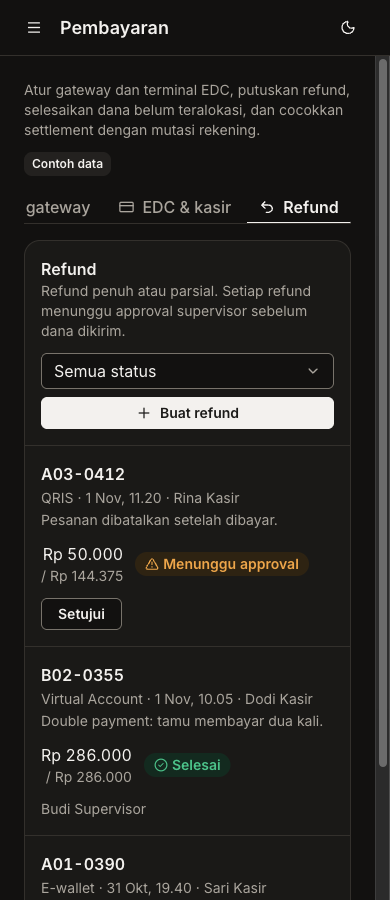 Pembayaran
Atur gateway dan terminal EDC, putuskan refund,
selesaikan dana belum teralokasi, dan cocokkan
settlement dengan mutasi rekening.
Contoh data
gateway EDC & kasir Refund
Refund
Refund penuh atau parsial. Setiap refund
menunggu approval supervisor sebelum
dana dikirim.
Semua status
Buat refund
A03-0412
QRIS · 1 Nov, 11.20 · Rina Kasir
Pesanan dibatalkan setelah dibayar.
Rp 50.000
/ Rp 144.375
Menunggu approval
Setujui
B02-0355
Virtual Account · 1 Nov, 10.05 · Dodi Kasir
Double payment: tamu membayar dua kali.
Rp 286.000
/ Rp 286.000
Selesai
Budi Supervisor
A01-0390
E-wallet · 31 Okt, 19.40 · Sari Kasir